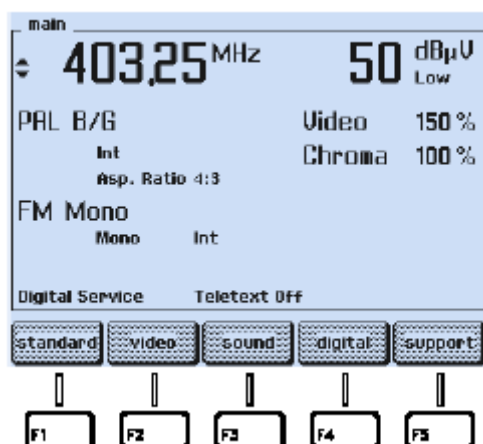 main
403,25 MHz 50 dBµV
Low
PAL B/G Video 150 %
Int Chroma 100 %
Asp. Ratio 4:3
FM Mono
Mono Int
Digital Service Teletext Off
standard video sound digital support
F1 F2 F3 F4 F5